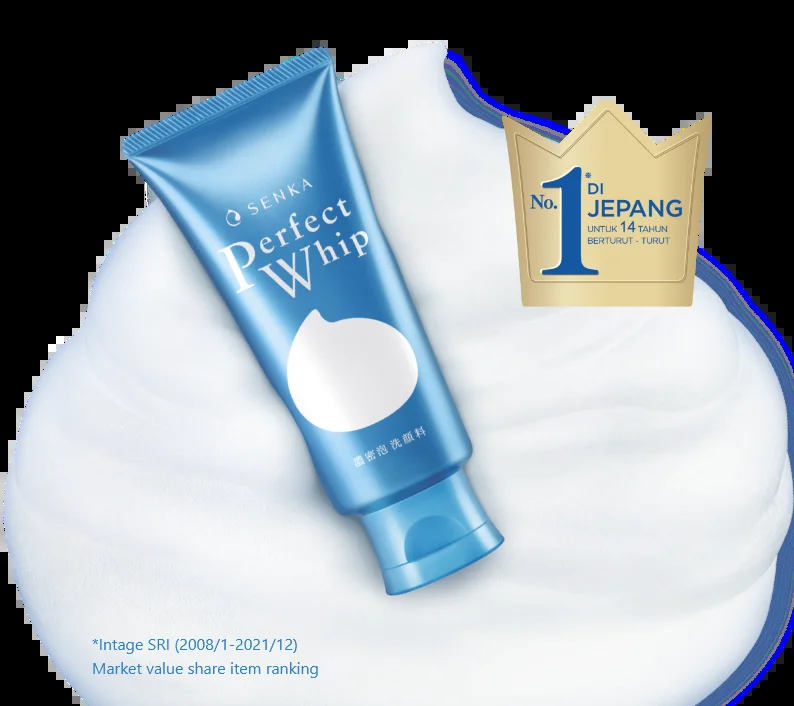 SENKA
Perfect
Whip
濃密泡 洗顔料
No.1*
DI
JEPANG
UNTUK 14 TAHUN
BERTURUT - TURUT
*Intage SRI (2008/1-2021/12)
Market value share item ranking